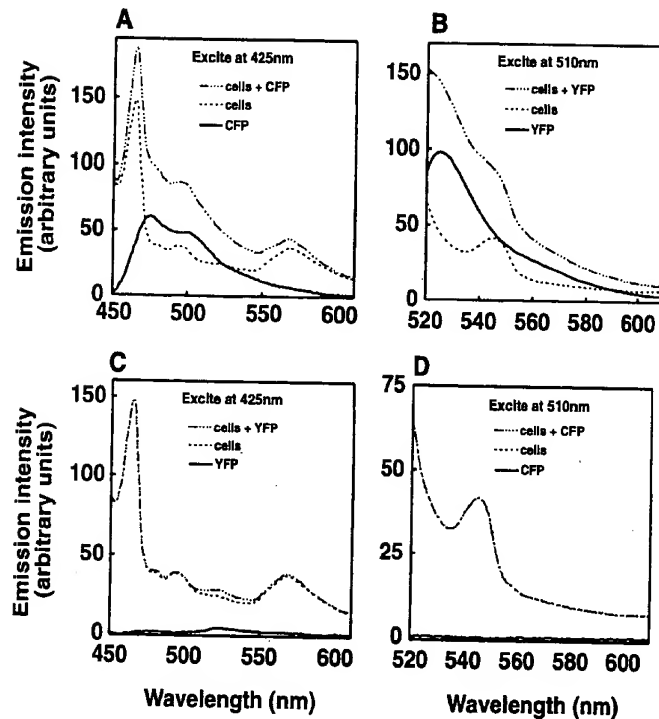 A
Excite at 425nm
cells + CFP
cells
CFP
150
100
50
0
450 500 550 600
Emission intensity
(arbitrary units)
B
Excite at 510nm
cells + YFP
cells
YFP
150
100
50
0
520 540 560 580 600
C
Excite at 425nm
cells + YFP
cells
YFP
150
100
50
0
450 500 550 600
Emission intensity
(arbitrary units)
Wavelength (nm)
D
Excite at 510nm
cells + CFP
cells
CFP
75
50
25
0
520 540 560 580 600
Wavelength (nm)